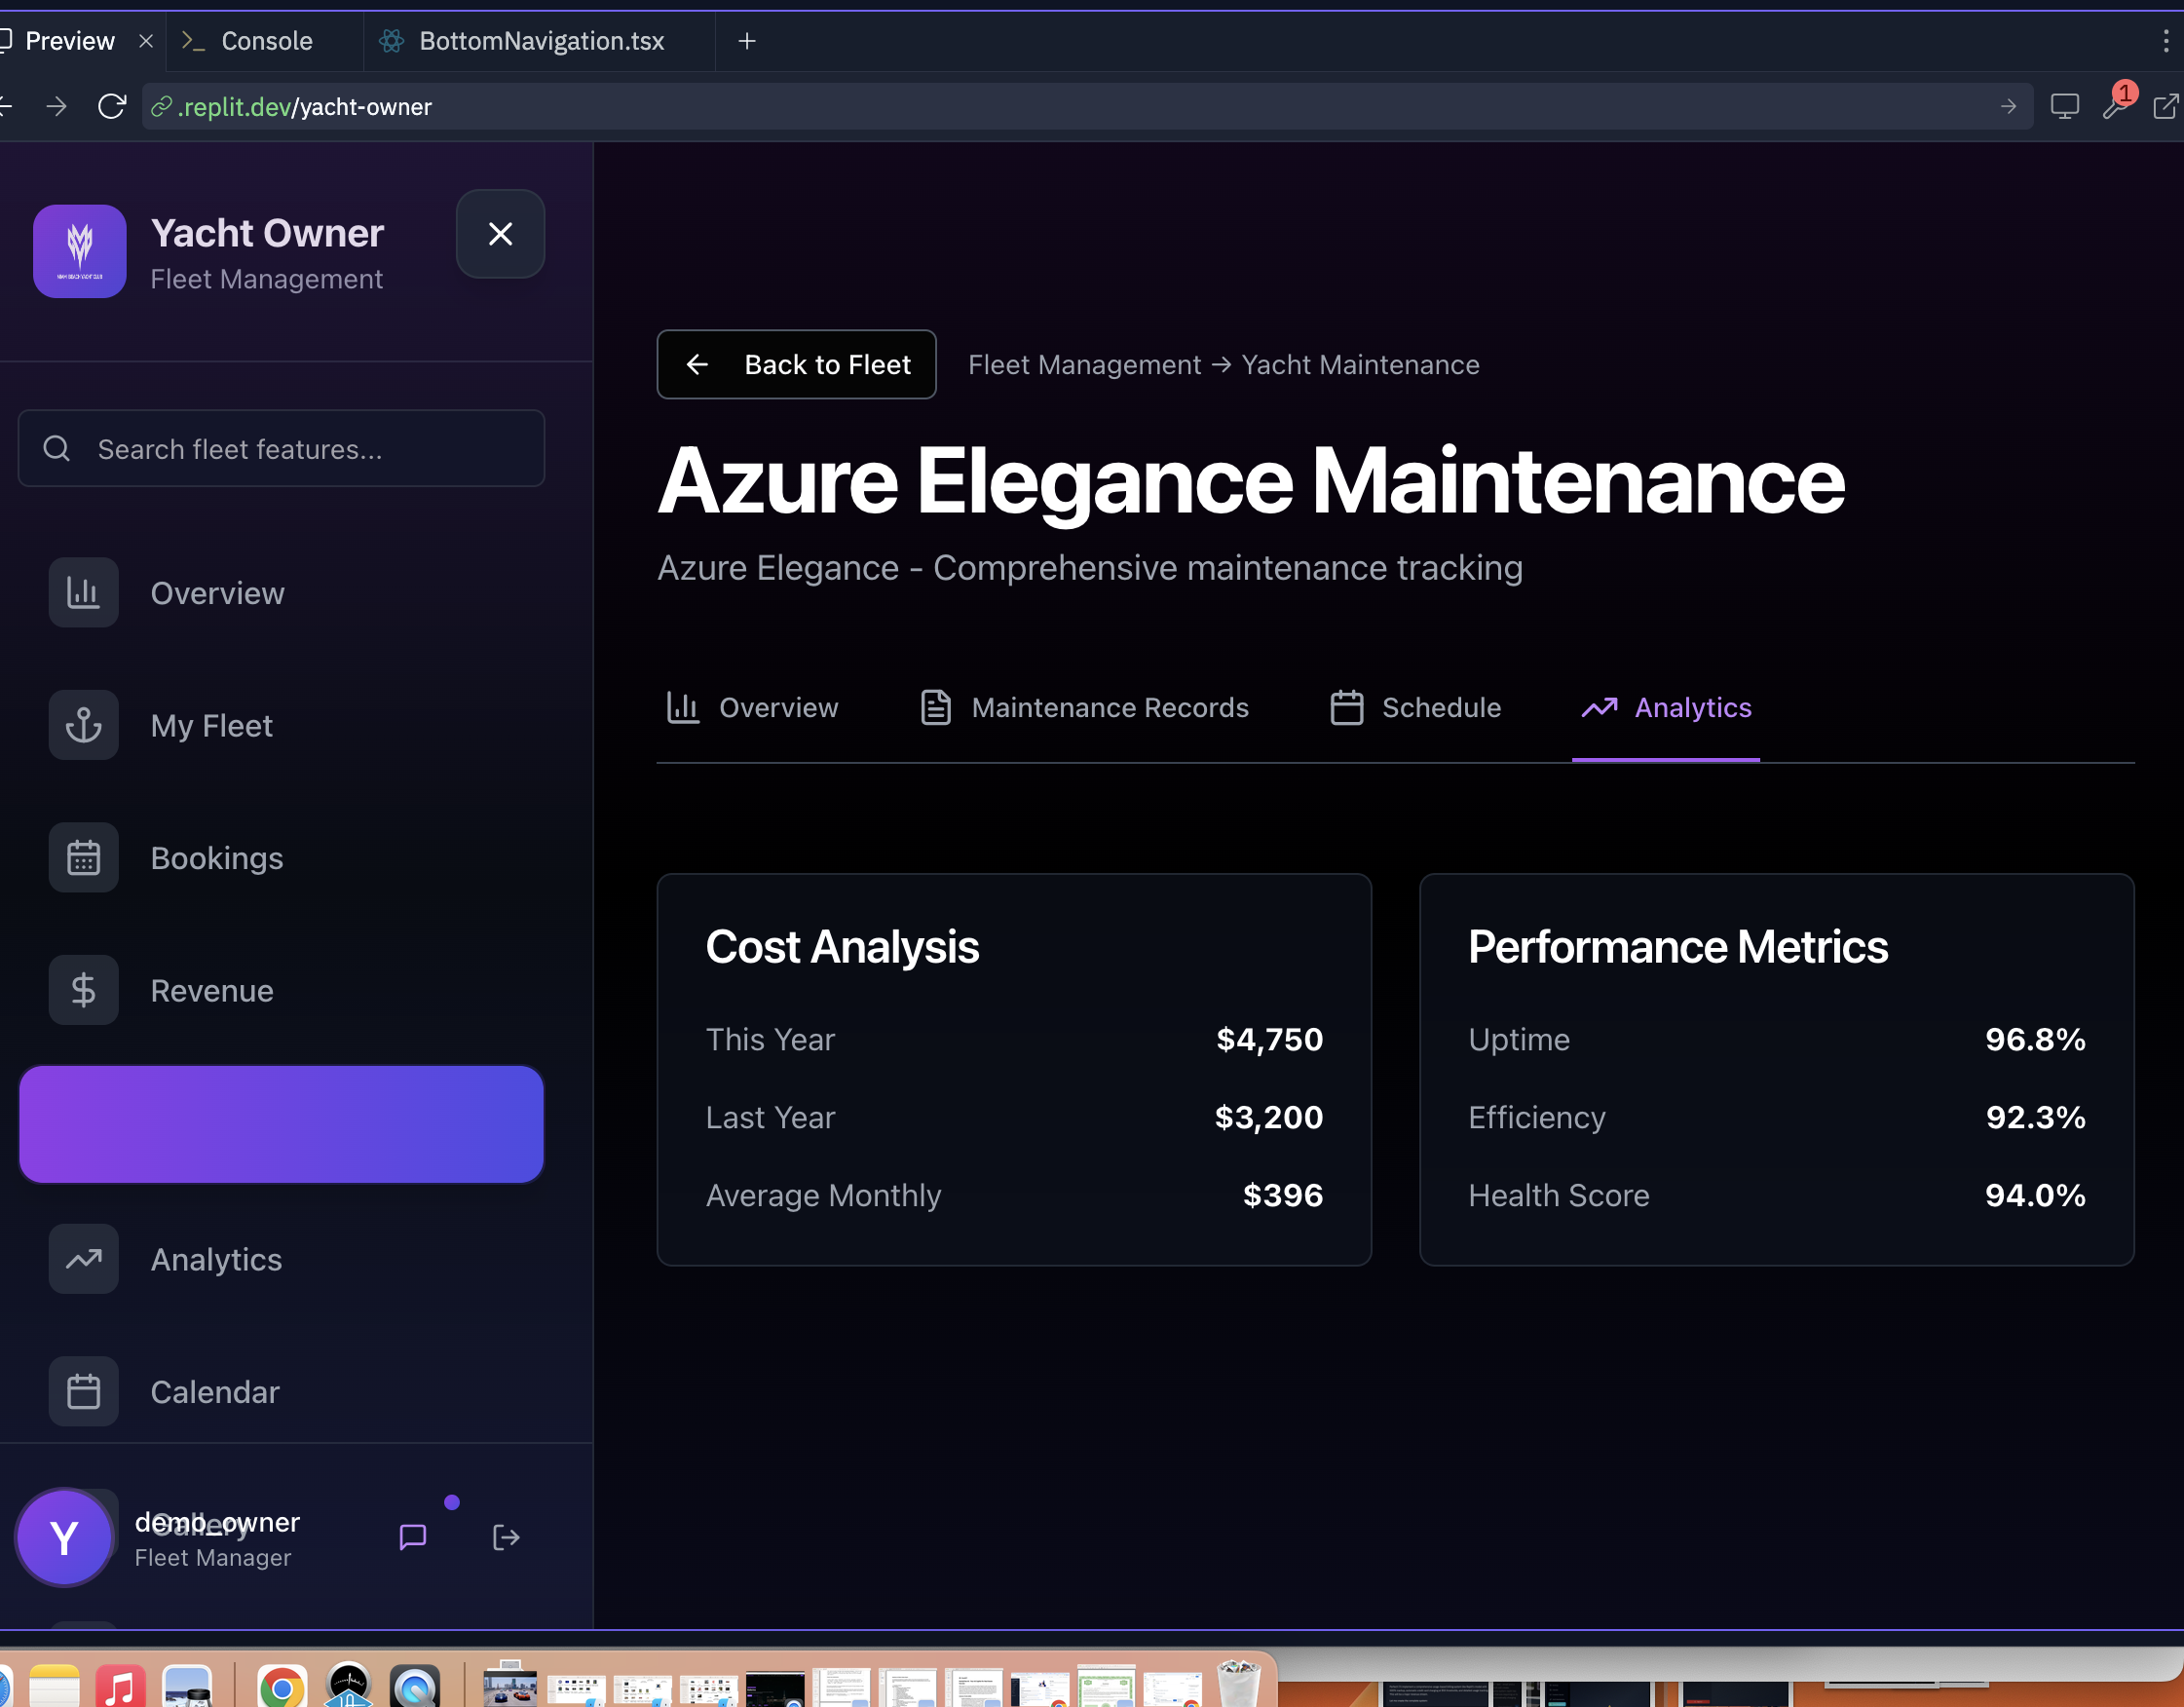 Preview
Console
BottomNavigation.tsx
.replit.dev/yacht-owner
1
Yacht Owner
Fleet Management
Search fleet features...
Overview
My Fleet
Bookings
Revenue
Analytics
Calendar
Gallery
Y
demo_owner
Fleet Manager
Back to Fleet
Fleet Management → Yacht Maintenance
Azure Elegance Maintenance
Azure Elegance - Comprehensive maintenance tracking
Overview
Maintenance Records
Schedule
Analytics
Cost Analysis
This Year $4,750
Last Year $3,200
Average Monthly $396
Performance Metrics
Uptime 96.8%
Efficiency 92.3%
Health Score 94.0%